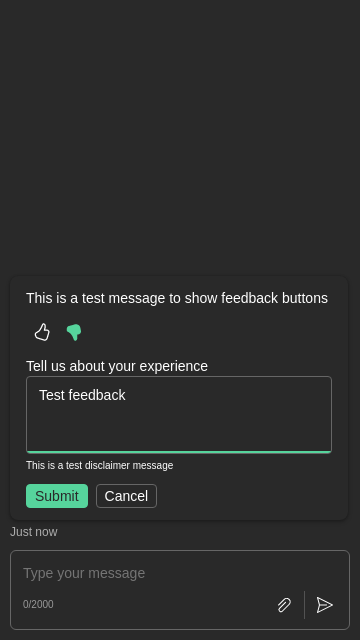 This is a test message to show feedback buttons
Tell us about your experience
Test feedback
This is a test disclaimer message
Submit Cancel
Just now
Type your message
0/2000